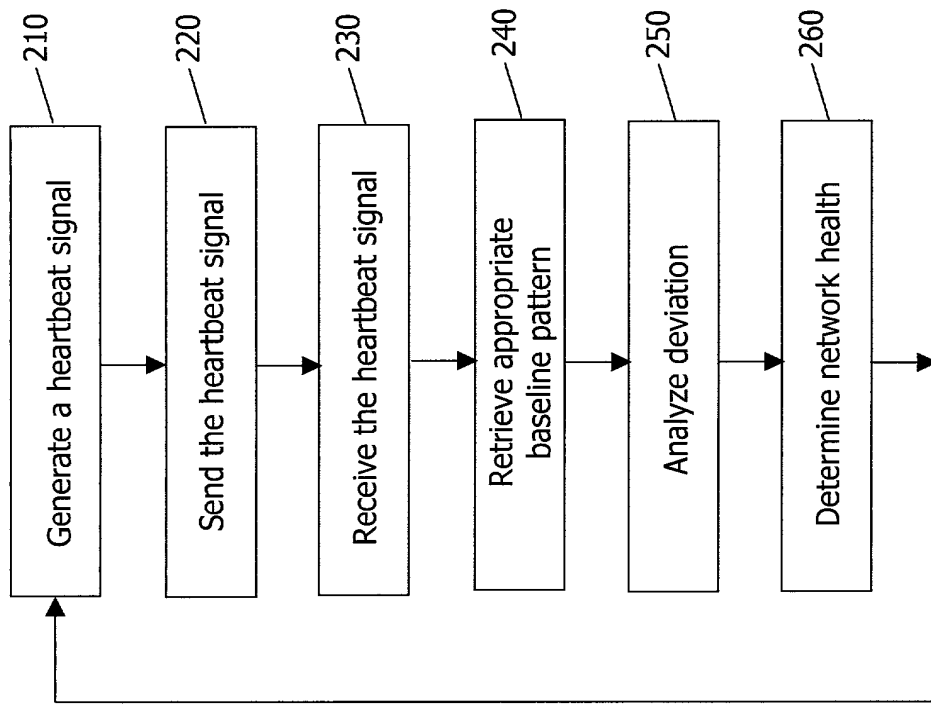 Generate a heartbeat signal
210
Send the heartbeat signal
220
Receive the heartbeat signal
230
Retrieve appropriate
baseline pattern
240
Analyze deviation
250
Determine network health
260